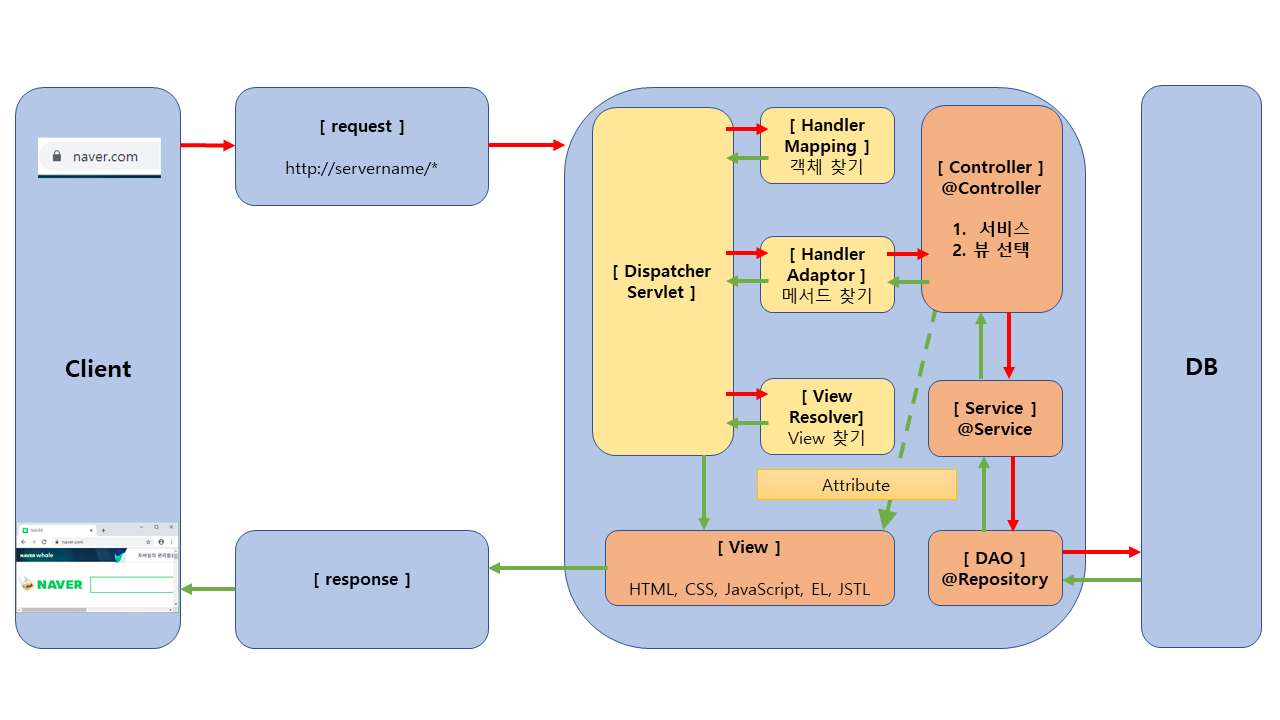 naver.com
Client
[ request ]
http://servername/*
[ Dispatcher
Servlet ]
[ Handler
Mapping ]
객체 찾기
[ Handler
Adaptor ]
메서드 찾기
[ View
Resolver]
View 찾기
[ Controller ]
@Controller
1. 서비스
2. 뷰 선택
[ Service ]
@Service
[ DAO ]
@Repository
Attribute
[ View ]
HTML, CSS, JavaScript, EL, JSTL
[ response ]
NAVER
naver.com
NAVER whale
NAVER
DB